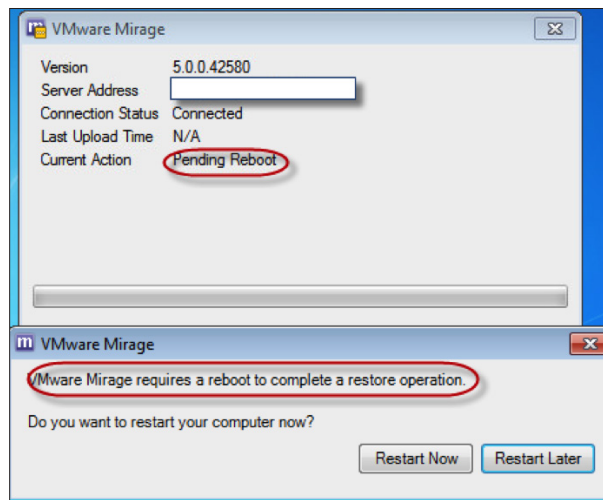 VMware Mirage
Version 5.0.0.42580
Server Address
Connection Status Connected
Last Upload Time N/A
Current Action Pending Reboot
m VMware Mirage
VMware Mirage requires a reboot to complete a restore operation.
Do you want to restart your computer now?
Restart Now Restart Later